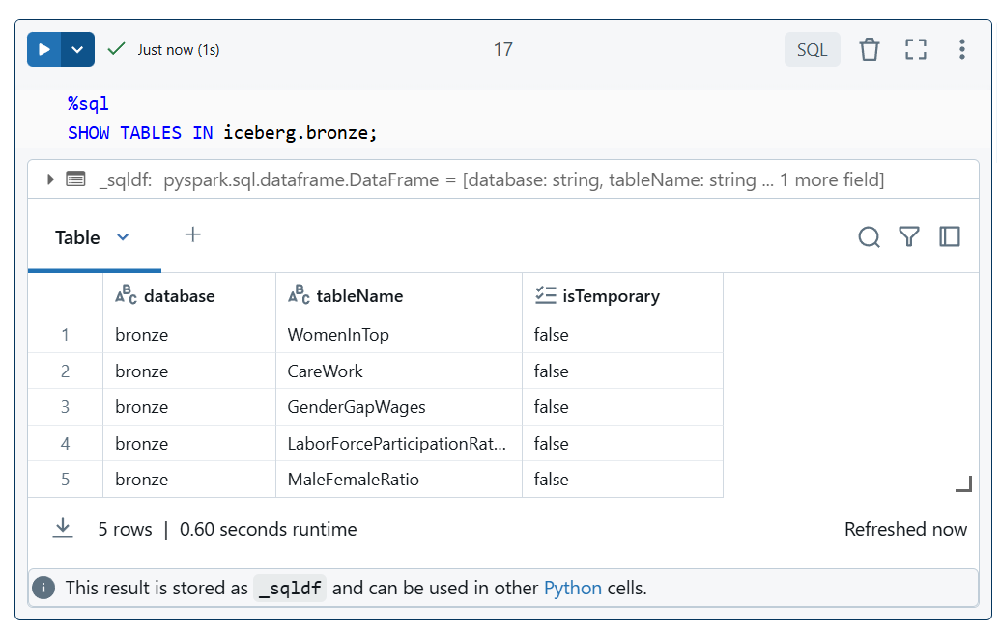 Just now (1s)
17
SQL
%sql
SHOW TABLES IN iceberg.bronze;
_sqldf: pyspark.sql.dataframe.DataFrame = [database: string, tableName: string ... 1 more field]
Table
+
database tableName isTemporary
1 bronze WomenInTop false
2 bronze CareWork false
3 bronze GenderGapWages false
4 bronze LaborForceParticipationRat... false
5 bronze MaleFemaleRatio false
5 rows | 0.60 seconds runtime Refreshed now
This result is stored as _sqldf and can be used in other Python cells.